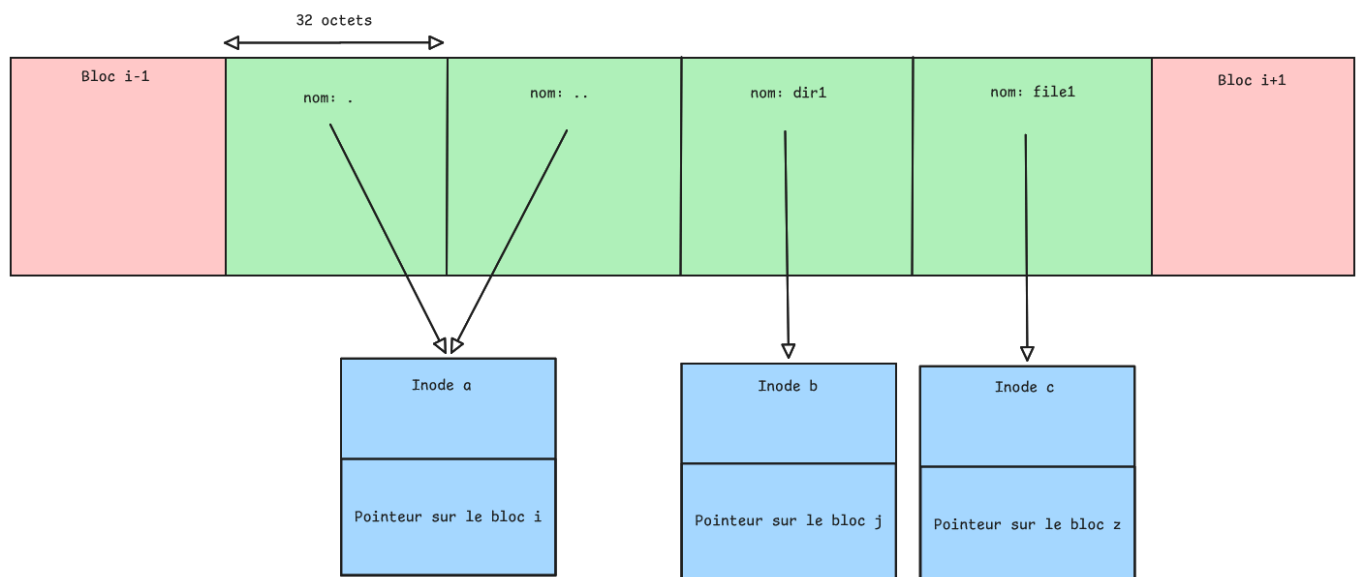 32 octets
Bloc i-1
nom: .
nom: ..
nom: dir1
nom: file1
Bloc i+1
Inode a
Inode b
Inode c
Pointeur sur le bloc i
Pointeur sur le bloc j
Pointeur sur le bloc z